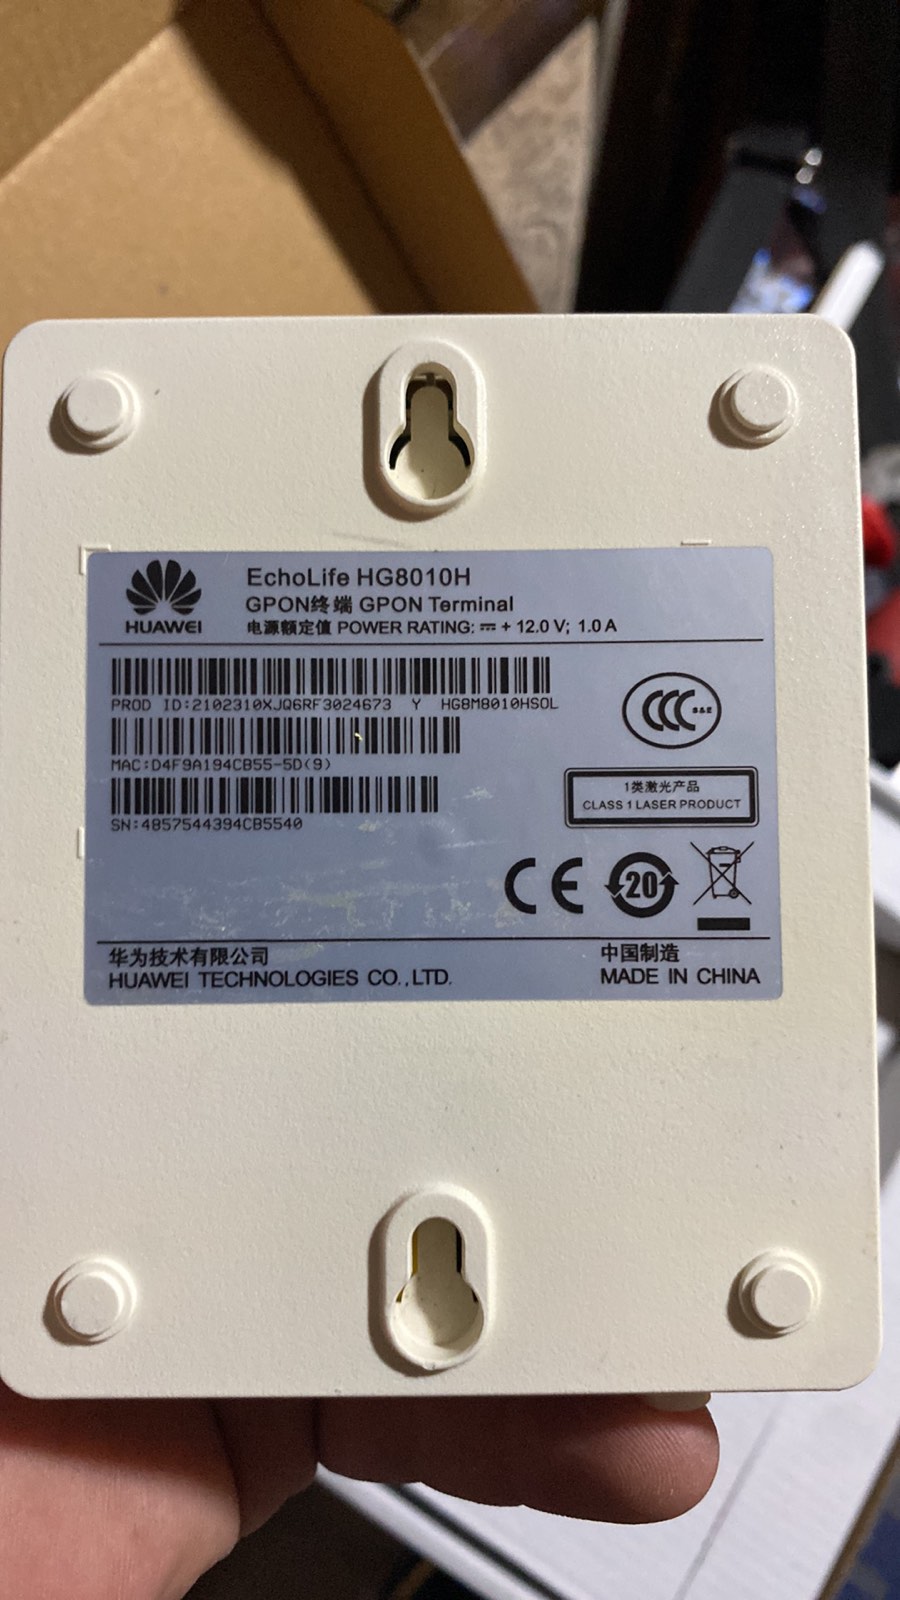 HUAWEI
EchoLife HG8010H
GPON终端 GPON Terminal
电源额定值 POWER RATING: ⎓ + 12.0 V; 1.0 A
PROD ID:2102310XJQ6RF3024673 Y HG8M8010HSOL
MAC:D4F9A194CB55-5D(9)
SN:4857544394CB5540
CCC S&E
1类激光产品
CLASS 1 LASER PRODUCT
CE 20
华为技术有限公司
HUAWEI TECHNOLOGIES CO.,LTD.
中国制造
MADE IN CHINA